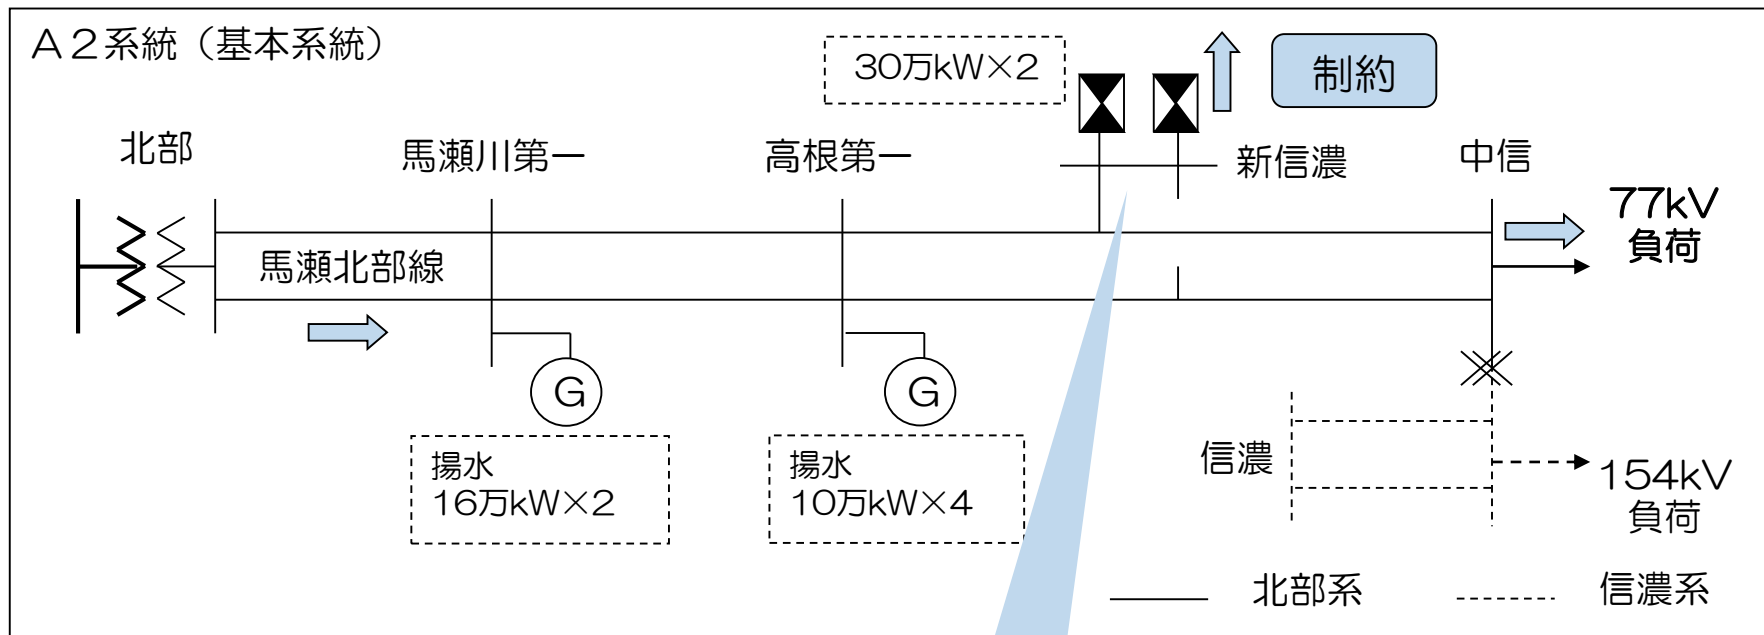 A2系統（基本系統）
30万kW×2
制約
北部
馬瀬川第一
高根第一
新信濃
中信
77kV
負荷
馬瀬北部線
G
G
揚水
16万kW×2
揚水
10万kW×4
信濃
154kV
負荷
北部系
信濃系